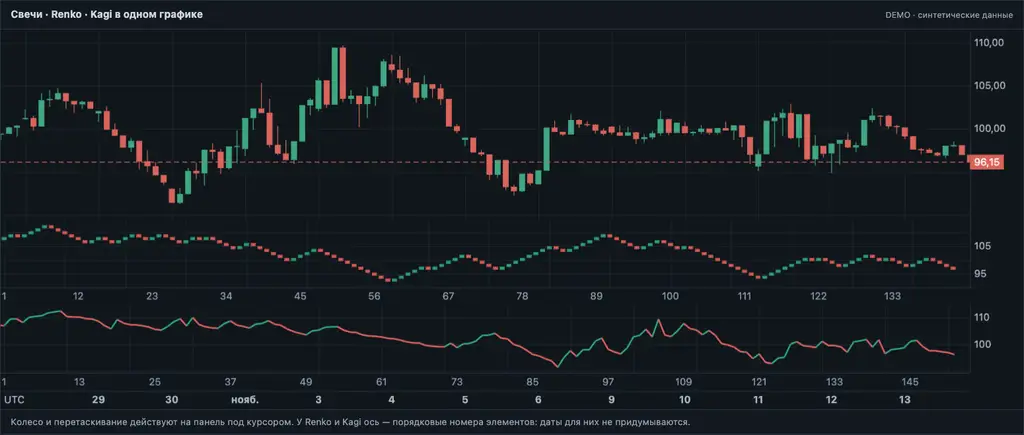 Свечи · Renko · Kagi в одном графике
DEMO · синтетические данные
110,00
105,00
100,00
96,15
105
95
1 12 23 34 45 56 67 78 89 100 111 122 133
110
100
1 13 25 37 49 61 73 85 97 109 121 133 145
UTC 29 30 нояб. 3 4 5 6 9 10 11 12 13
Колесо и перетаскивание действуют на панель под курсором. У Renko и Kagi ось — порядковые номера элементов: даты для них не придумываются.